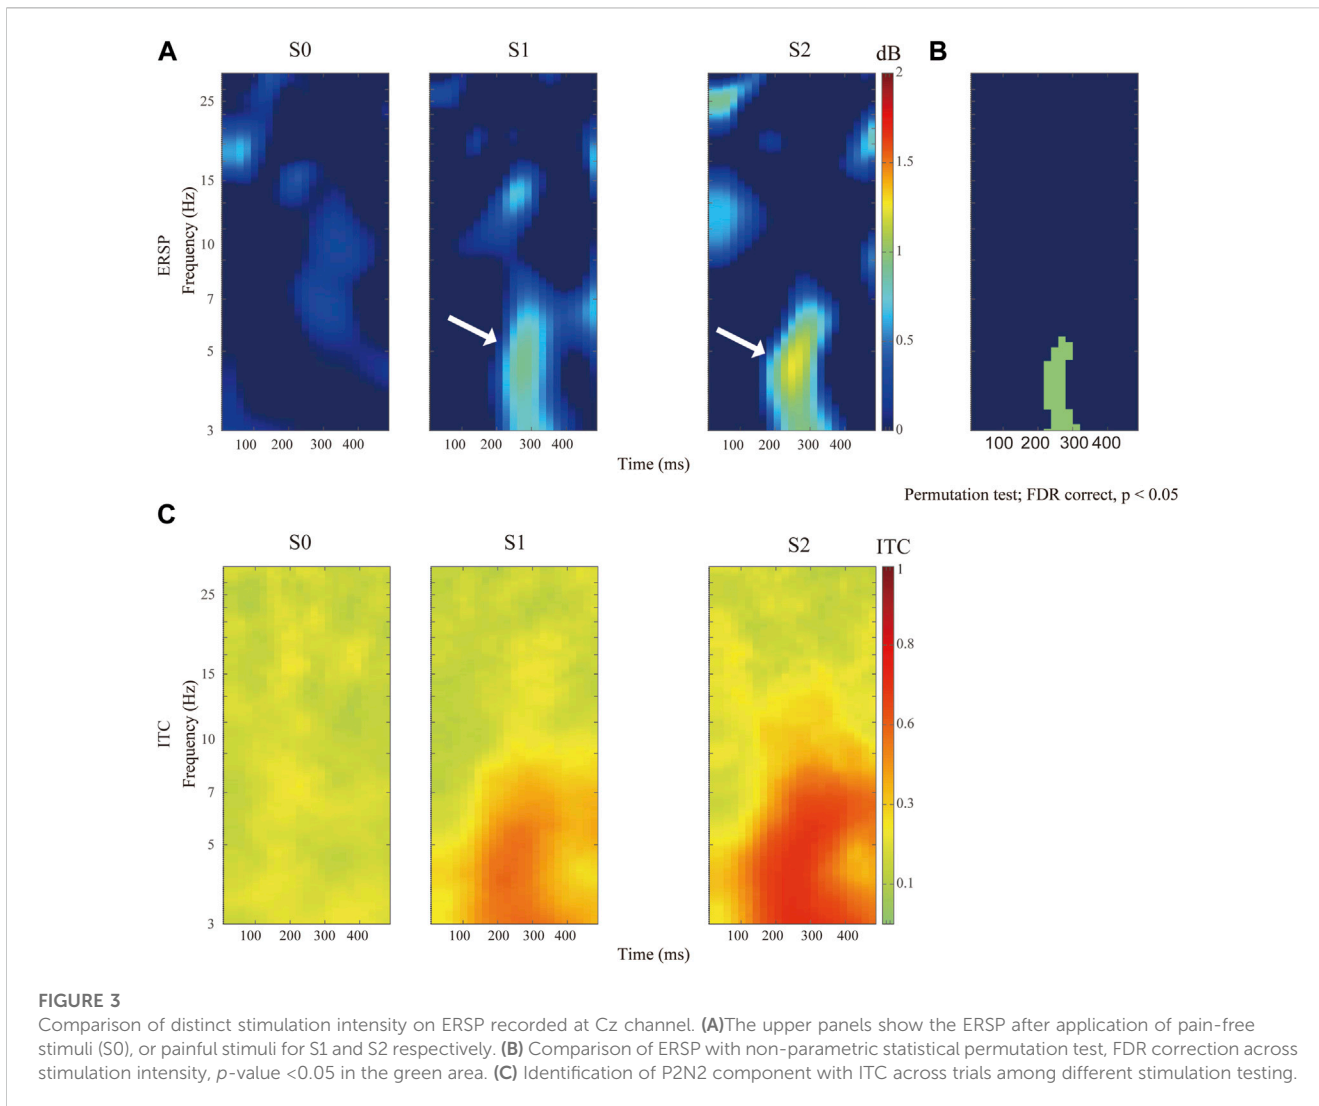 A
S0
S1
S2
dB
B
ERSP
Frequency (Hz)
25
15
10
7
5
3
2
1.5
1
0.5
0
100 200 300 400
100 200 300 400
100 200 300 400
100 200 300 400
Time (ms)
Permutation test; FDR correct, p < 0.05
C
S0
S1
S2
ITC
ITC
Frequency (Hz)
25
15
10
7
5
3
1
0.8
0.6
0.3
0.1
100 200 300 400
100 200 300 400
100 200 300 400
Time (ms)
FIGURE 3
Comparison of distinct stimulation intensity on ERSP recorded at Cz channel. (A)The upper panels show the ERSP after application of pain-free
stimuli (S0), or painful stimuli for S1 and S2 respectively. (B) Comparison of ERSP with non-parametric statistical permutation test, FDR correction across
stimulation intensity, p-value <0.05 in the green area. (C) Identification of P2N2 component with ITC across trials among different stimulation testing.